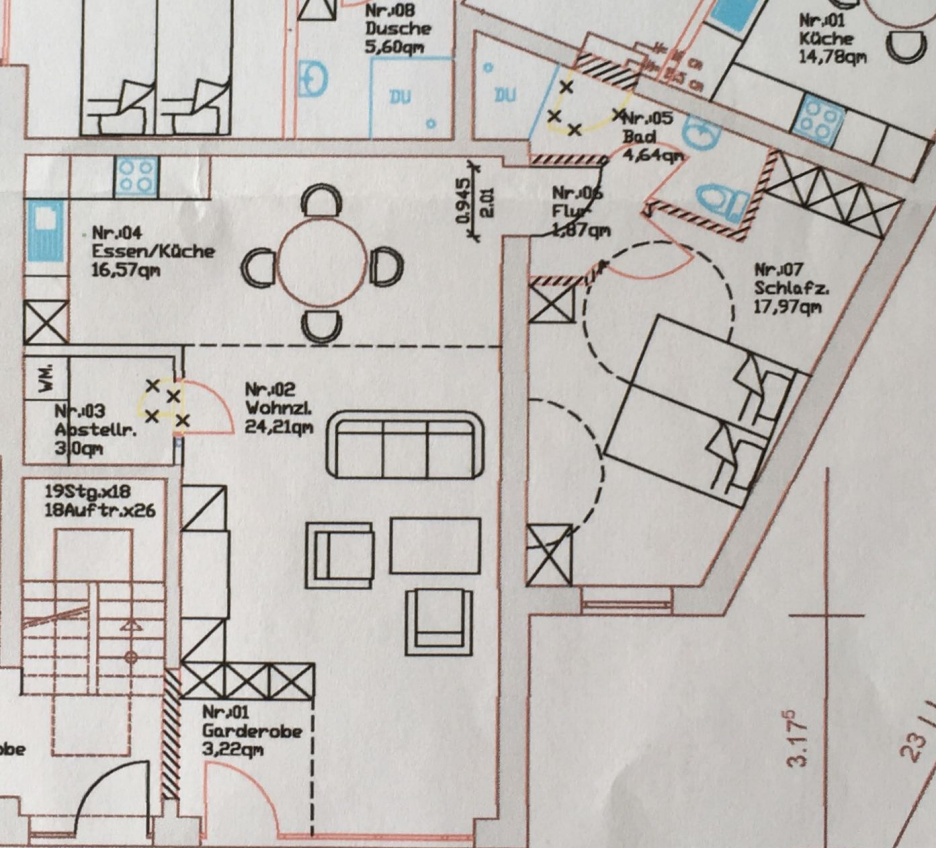 Nr.:08
Dusche
5,60qm
Nr.:01
Küche
14,78qm
DU
DU
Nr.:05
Bad
4,64qm
0.945
2.01
Nr.:06
Flur
1,87qm
Nr.:04
Essen/Küche
16,57qm
Nr.:07
Schlafz.
17,97qm
WM.
Nr.:03
Abstellr.
3,0qm
Nr.:02
Wohnzi.
24,21qm
19Stg.x18
18Auftr.x26
Nr.:01
Garderobe
3,22qm
obe
3.17⁵
23